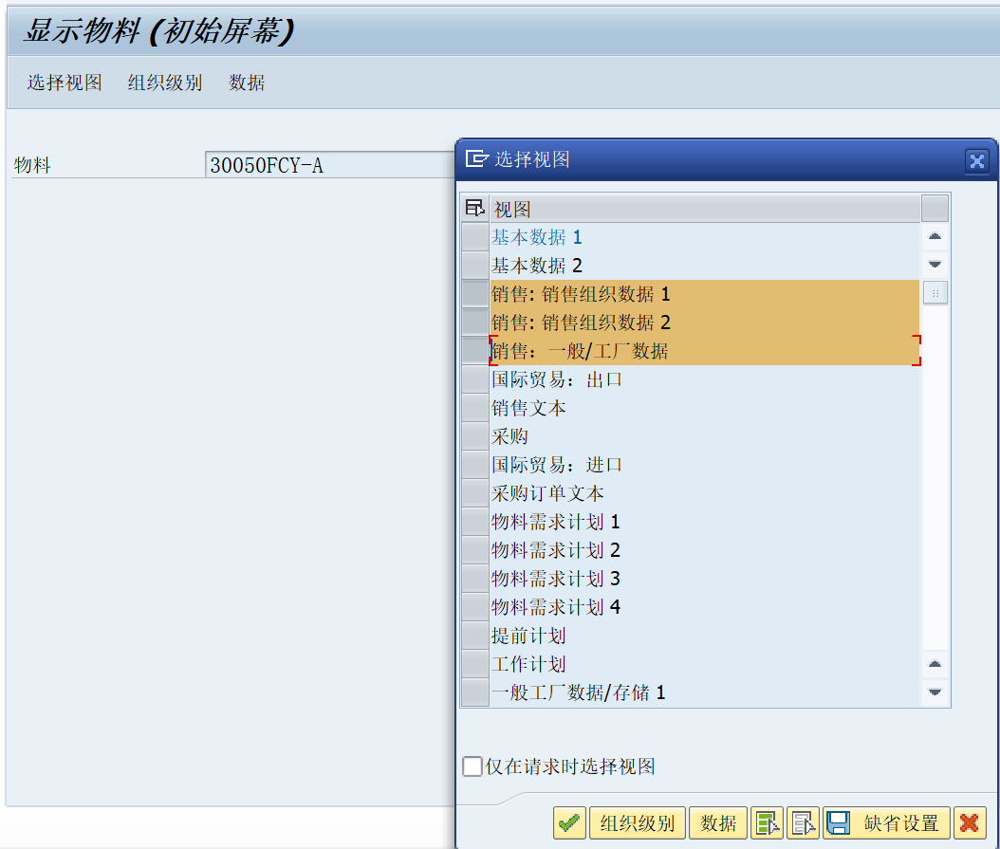 显示物料 (初始屏幕)
选择视图 组织级别 数据
物料 30050FCY-A
选择视图
视图
基本数据 1
基本数据 2
销售: 销售组织数据 1
销售: 销售组织数据 2
销售: 一般/工厂数据
国际贸易: 出口
销售文本
采购
国际贸易: 进口
采购订单文本
物料需求计划 1
物料需求计划 2
物料需求计划 3
物料需求计划 4
提前计划
工作计划
一般工厂数据/存储 1
仅在请求时选择视图
组织级别 数据 缺省设置